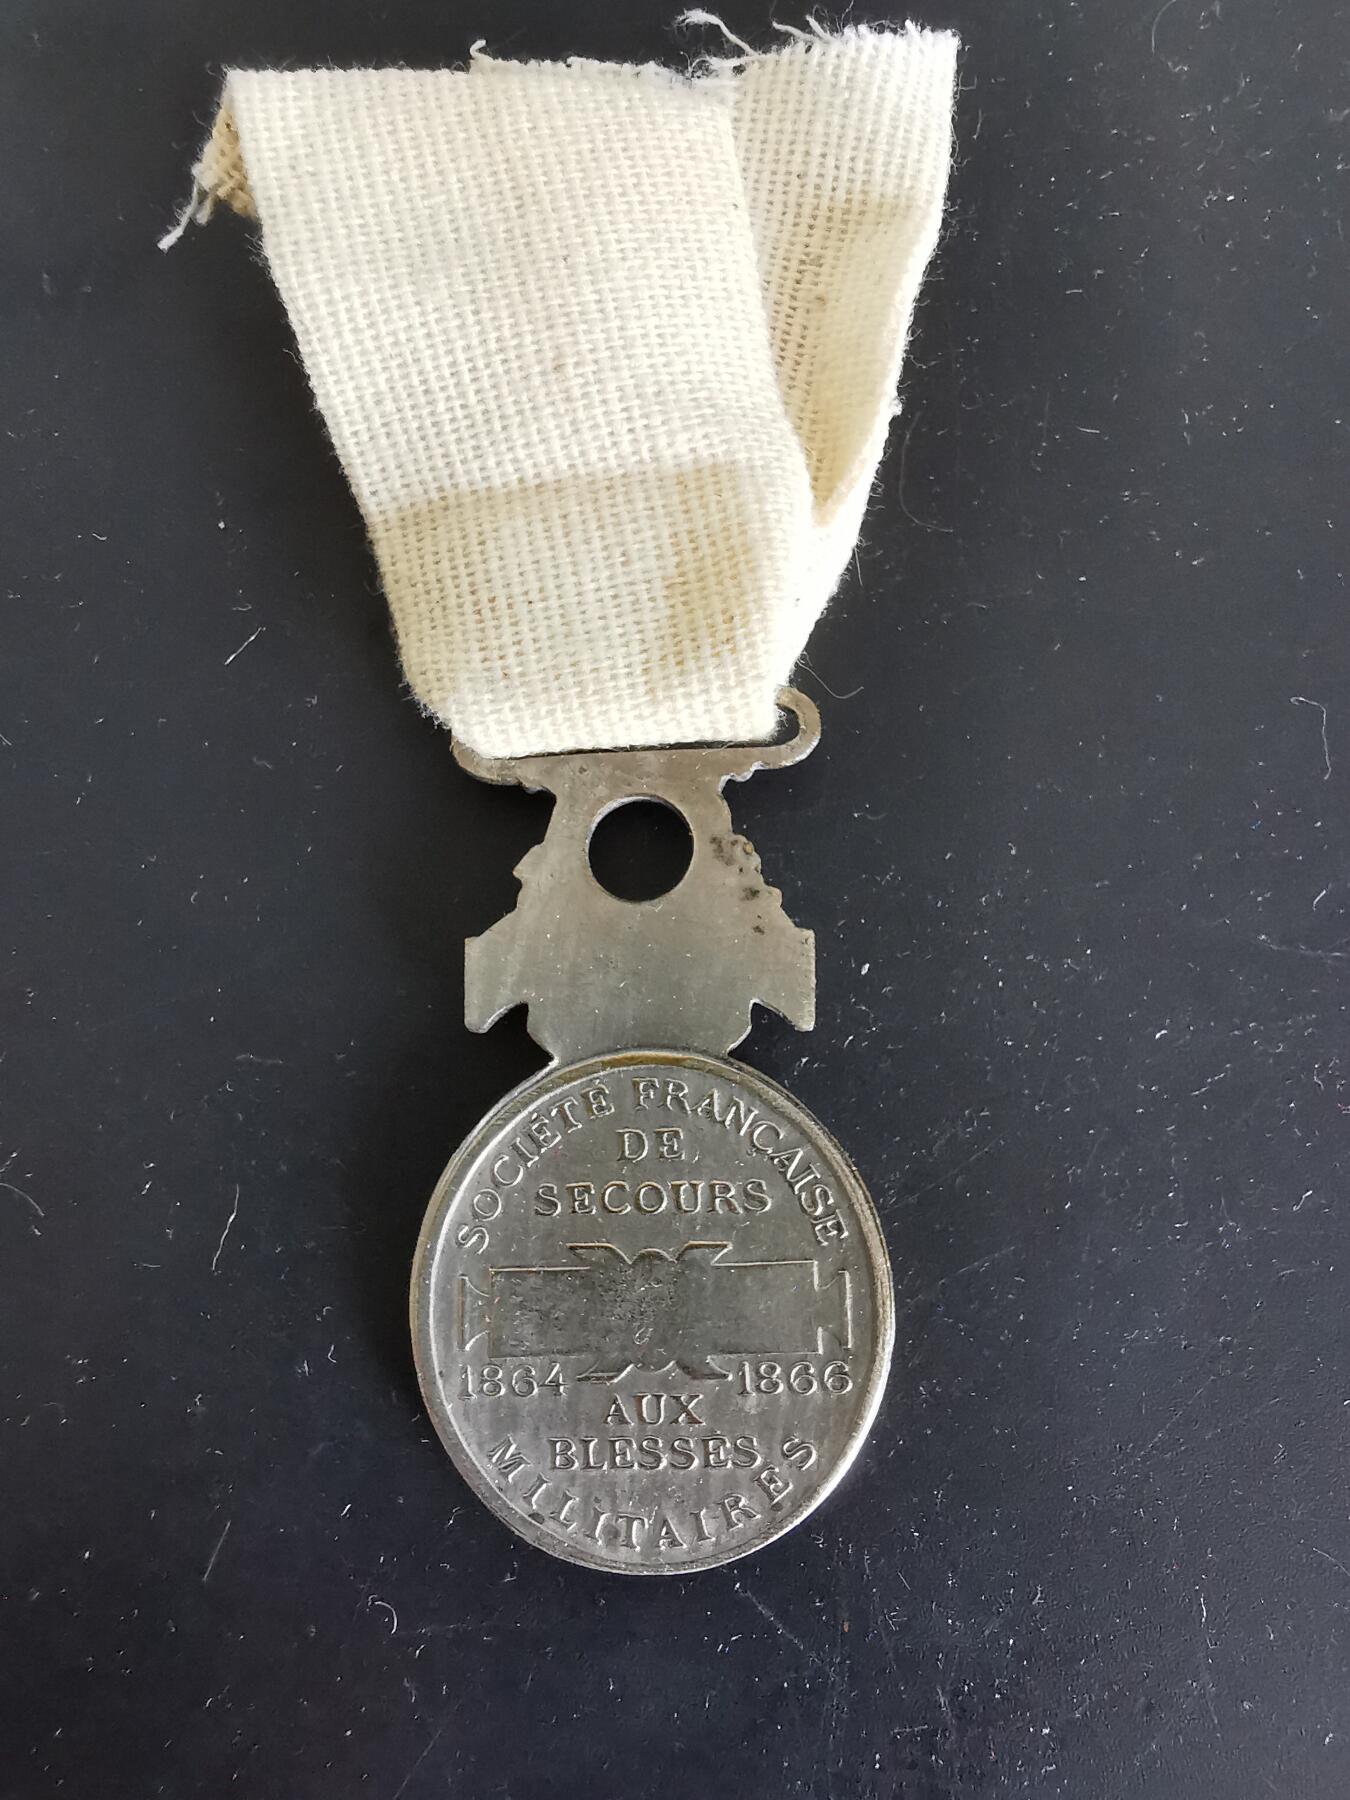 SOCIÉTÉ FRANÇAISE
DE
SECOURS
1864 1866
AUX
BLESSÉS
MILITAIRES